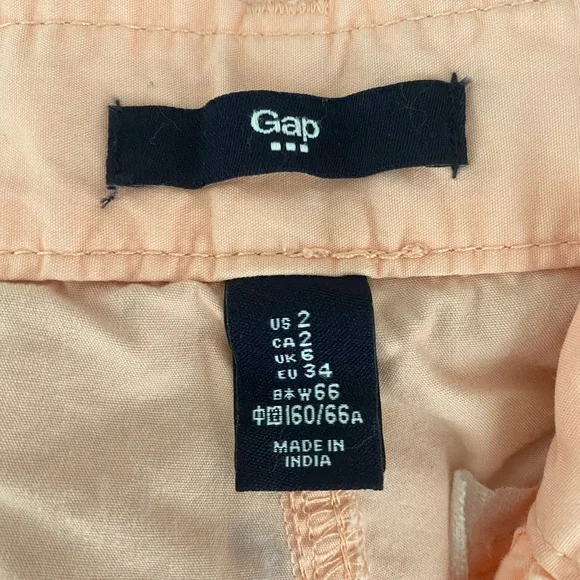 Gap
US 2
CA 2
UK 6
EU 34
日本 W66
中国 160/66A
MADE IN
INDIA